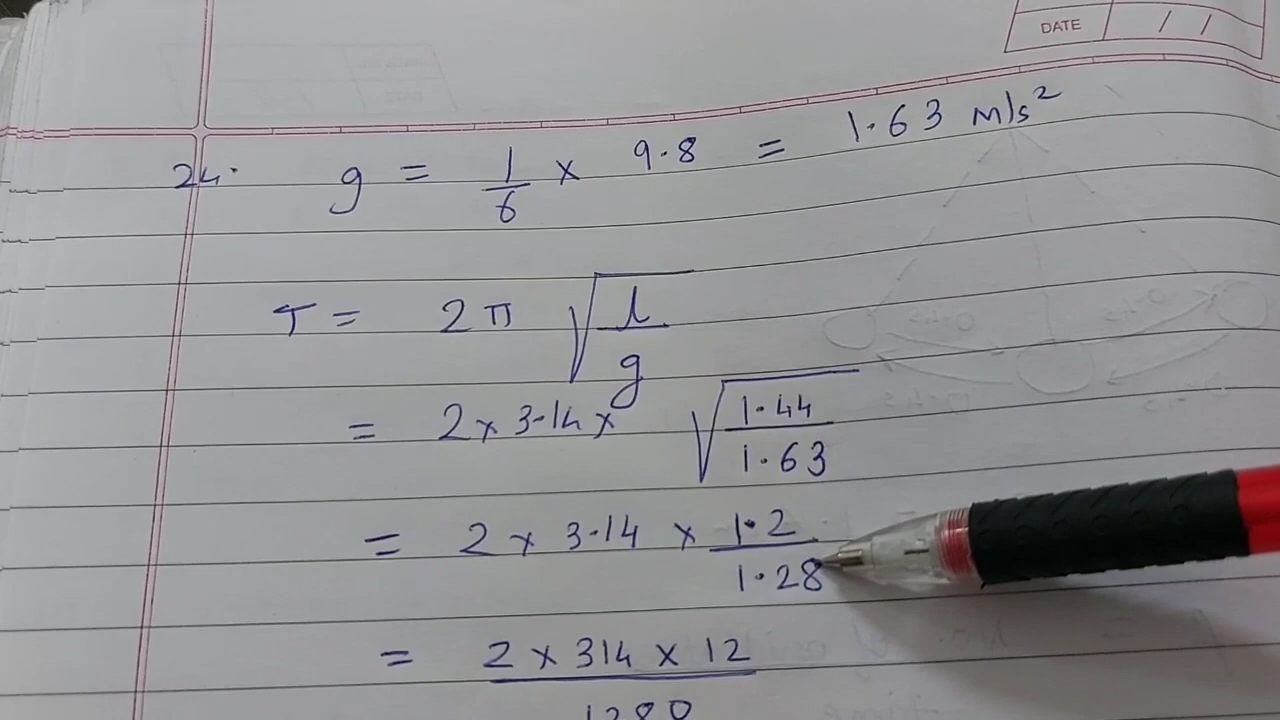 DATE / /
24. g = 1/6 × 9.8 = 1.63 m/s²
T = 2π √(l/g)
= 2 × 3.14 × √(1.44/1.63)
= 2 × 3.14 × 1.2/1.28
= 2 × 314 × 12 / 1280